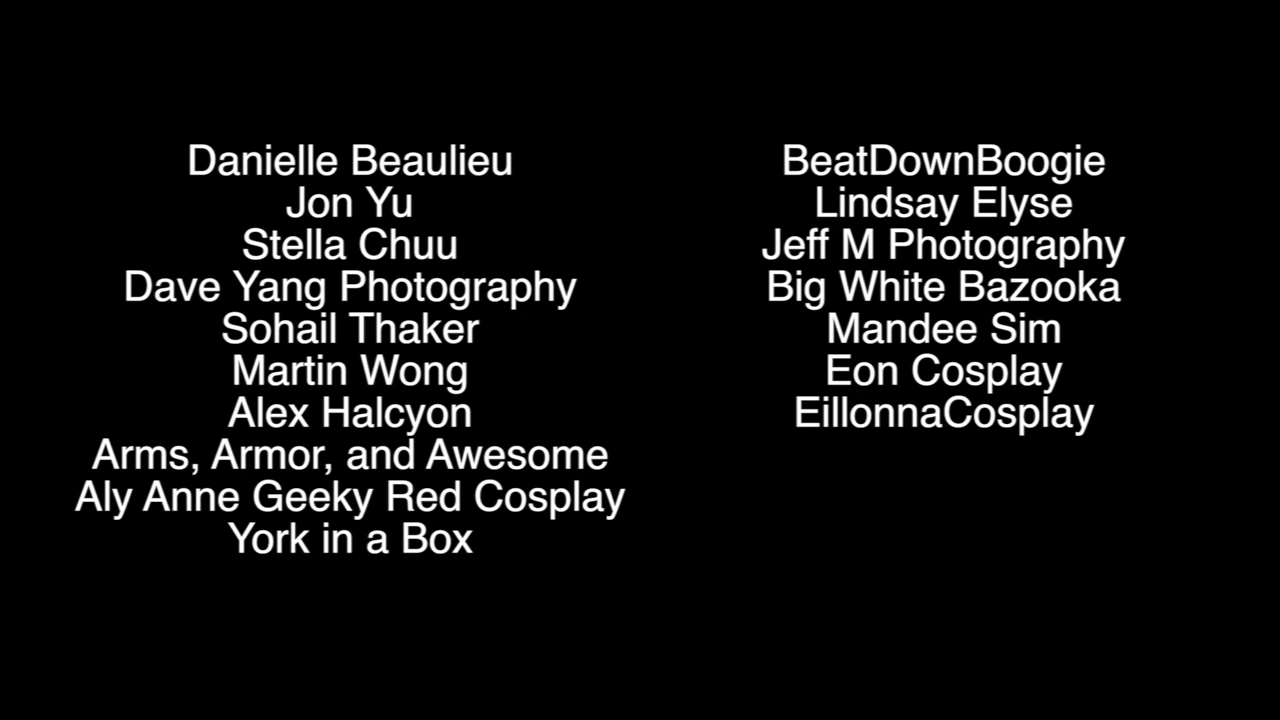 Danielle Beaulieu
Jon Yu
Stella Chuu
Dave Yang Photography
Sohail Thaker
Martin Wong
Alex Halcyon
Arms, Armor, and Awesome
Aly Anne Geeky Red Cosplay
York in a Box
BeatDownBoogie
Lindsay Elyse
Jeff M Photography
Big White Bazooka
Mandee Sim
Eon Cosplay
EillonnaCosplay